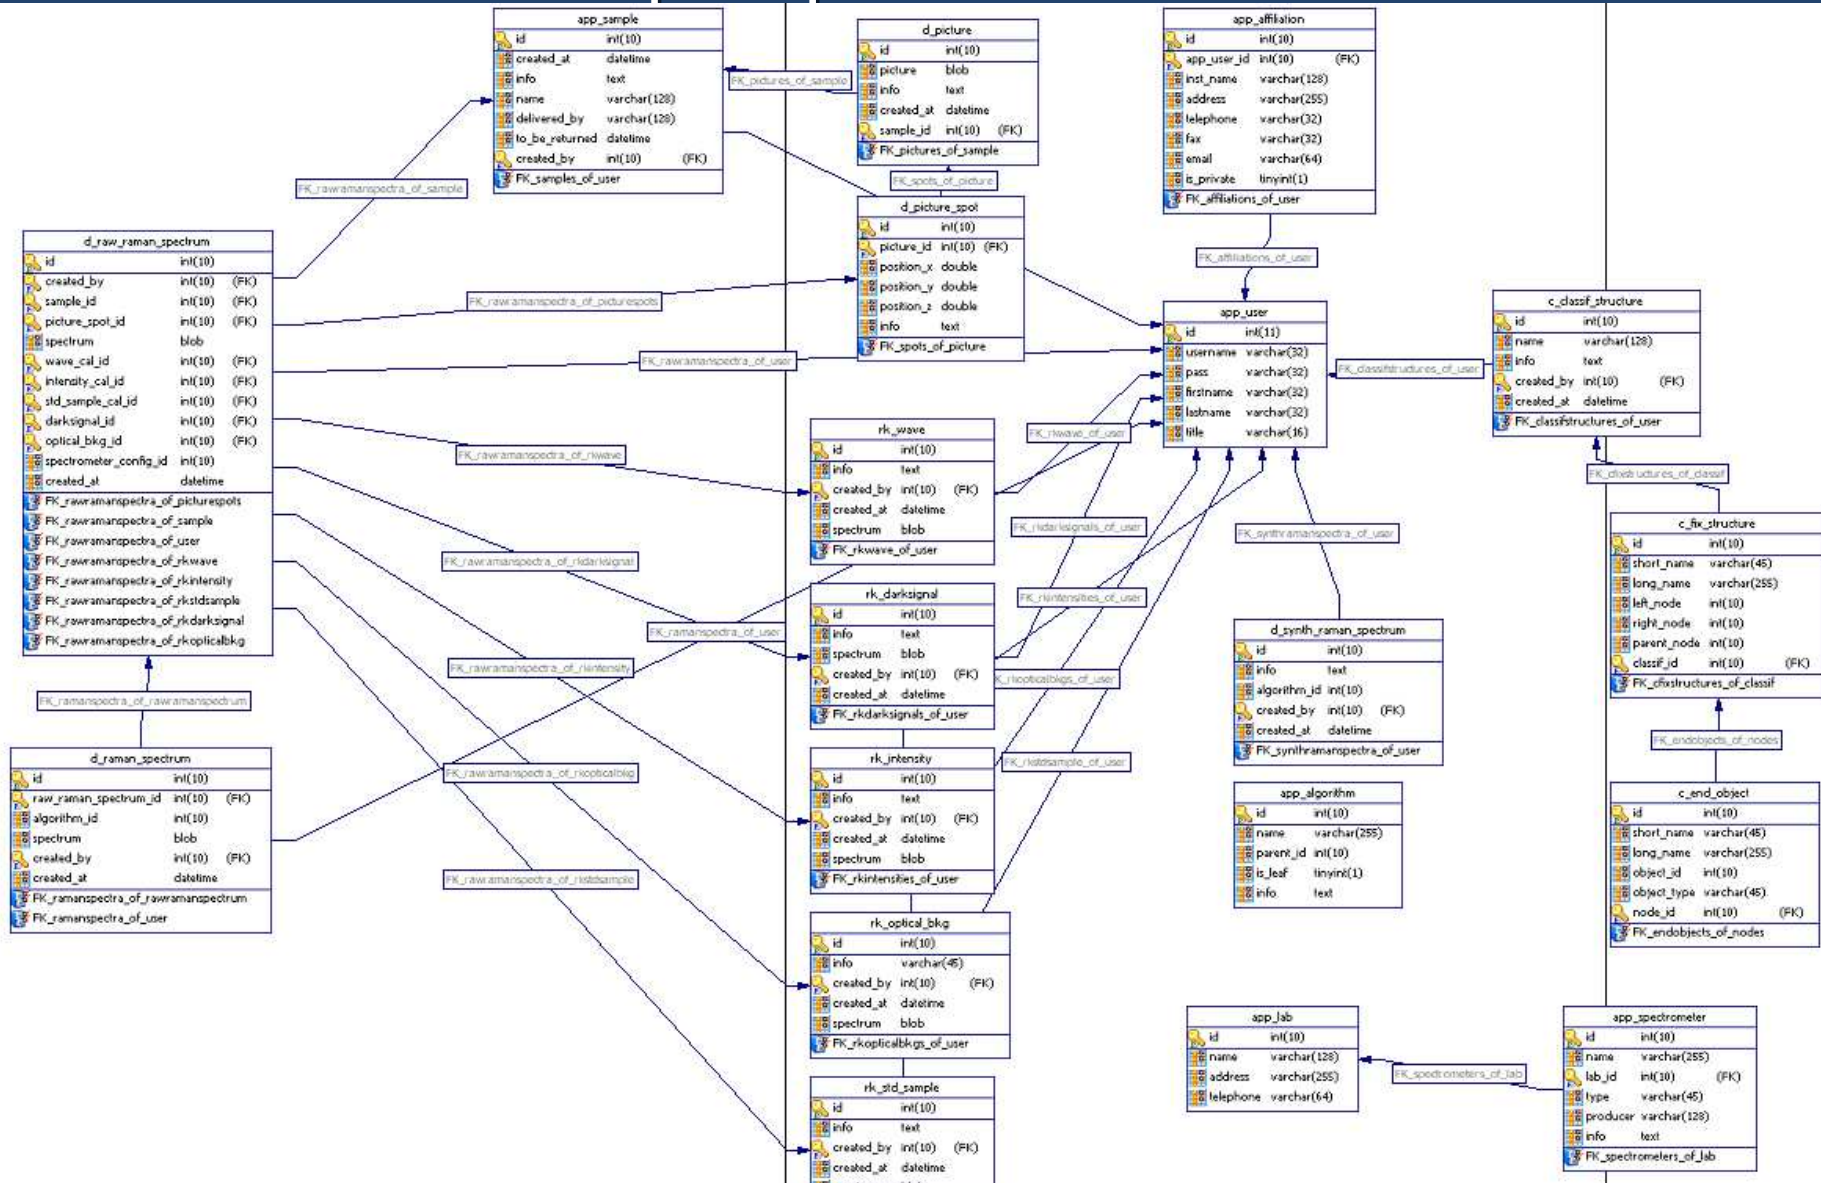 app_sample
id int(10)
created_at datetime
info text
name varchar(128)
delivered_by varchar(128)
to_be_returned datetime
created_by int(10) (FK)
FK_samples_of_user
FK_pictures_of_sample
d_picture
id int(10)
picture blob
info text
created_at datetime
sample_id int(10) (FK)
FK_pictures_of_sample
FK_spots_of_picture
app_affiliation
id int(10)
app_user_id int(10) (FK)
inst_name varchar(128)
address varchar(255)
telephone varchar(32)
fax varchar(32)
email varchar(64)
is_private tinyint(1)
FK_affiliations_of_user
FK_affiliations_of_user
FK_rawramanspectra_of_sample
d_picture_spot
id int(10)
picture_id int(10) (FK)
position_x double
position_y double
position_z double
info text
FK_spots_of_picture
d_raw_raman_spectrum
id int(10)
created_by int(10) (FK)
sample_id int(10) (FK)
picture_spot_id int(10) (FK)
spectrum blob
wave_cal_id int(10) (FK)
intensity_cal_id int(10) (FK)
std_sample_cal_id int(10) (FK)
darksignal_id int(10) (FK)
optical_bkg_id int(10) (FK)
spectrometer_config_id int(10)
created_at datetime
FK_rawramanspectra_of_picturespots
FK_rawramanspectra_of_sample
FK_rawramanspectra_of_user
FK_rawramanspectra_of_rkwave
FK_rawramanspectra_of_rkintensity
FK_rawramanspectra_of_rkstdsample
FK_rawramanspectra_of_rkdarksignal
FK_rawramanspectra_of_rkopticalbkg
FK_rawramanspectra_of_picturespots
FK_rawramanspectra_of_user
app_user
id int(11)
username varchar(32)
pass varchar(32)
firstname varchar(32)
lastname varchar(32)
title varchar(16)
FK_classifstructures_of_user
c_classif_structure
id int(10)
name varchar(128)
info text
created_by int(10) (FK)
created_at datetime
FK_classifstructures_of_user
FK_cfixstructures_of_classif
FK_rawramanspectra_of_rkwave
rk_wave
id int(10)
info text
created_by int(10) (FK)
created_at datetime
spectrum blob
FK_rkwave_of_user
FK_rkwave_of_user
FK_rkdarksignals_of_user
FK_synthramanspectra_of_user
c_fix_structure
id int(10)
short_name varchar(45)
long_name varchar(255)
left_node int(10)
right_node int(10)
parent_node int(10)
classif_id int(10) (FK)
FK_cfixstructures_of_classif
FK_rawramanspectra_of_rkdarksignal
FK_ramanspectra_of_user
rk_darksignal
id int(10)
info text
spectrum blob
created_by int(10) (FK)
created_at datetime
FK_rkdarksignals_of_user
FK_rkintensities_of_user
d_synth_raman_spectrum
id int(10)
info text
algorithm_id int(10)
created_by int(10) (FK)
created_at datetime
FK_synthramanspectra_of_user
FK_rawramanspectra_of_rkintensity
K_rkopticalbkgs_of_user
FK_ramanspectra_of_rawramanspectrum
FK_endobjects_of_nodes
d_raman_spectrum
id int(10)
raw_raman_spectrum_id int(10) (FK)
algorithm_id int(10)
spectrum blob
created_by int(10) (FK)
created_at datetime
FK_ramanspectra_of_rawramanspectrum
FK_ramanspectra_of_user
FK_rawramanspectra_of_rkopticalbkg
rk_intensity
id int(10)
info text
created_by int(10) (FK)
created_at datetime
spectrum blob
FK_rkintensities_of_user
FK_rkstdsample_of_user
app_algorithm
id int(10)
name varchar(255)
parent_id int(10)
is_leaf tinyint(1)
info text
c_end_object
id int(10)
short_name varchar(45)
long_name varchar(255)
object_id int(10)
object_type varchar(45)
node_id int(10) (FK)
FK_endobjects_of_nodes
FK_rawramanspectra_of_rkstdsample
rk_optical_bkg
id int(10)
info varchar(45)
created_by int(10) (FK)
created_at datetime
spectrum blob
FK_rkopticalbkgs_of_user
app_lab
id int(10)
name varchar(128)
address varchar(255)
telephone varchar(64)
FK_spectrometers_of_lab
app_spectrometer
id int(10)
name varchar(255)
lab_id int(10) (FK)
type varchar(45)
producer varchar(128)
info text
FK_spectrometers_of_lab
rk_std_sample
id int(10)
info text
created_by int(10) (FK)
created_at datetime